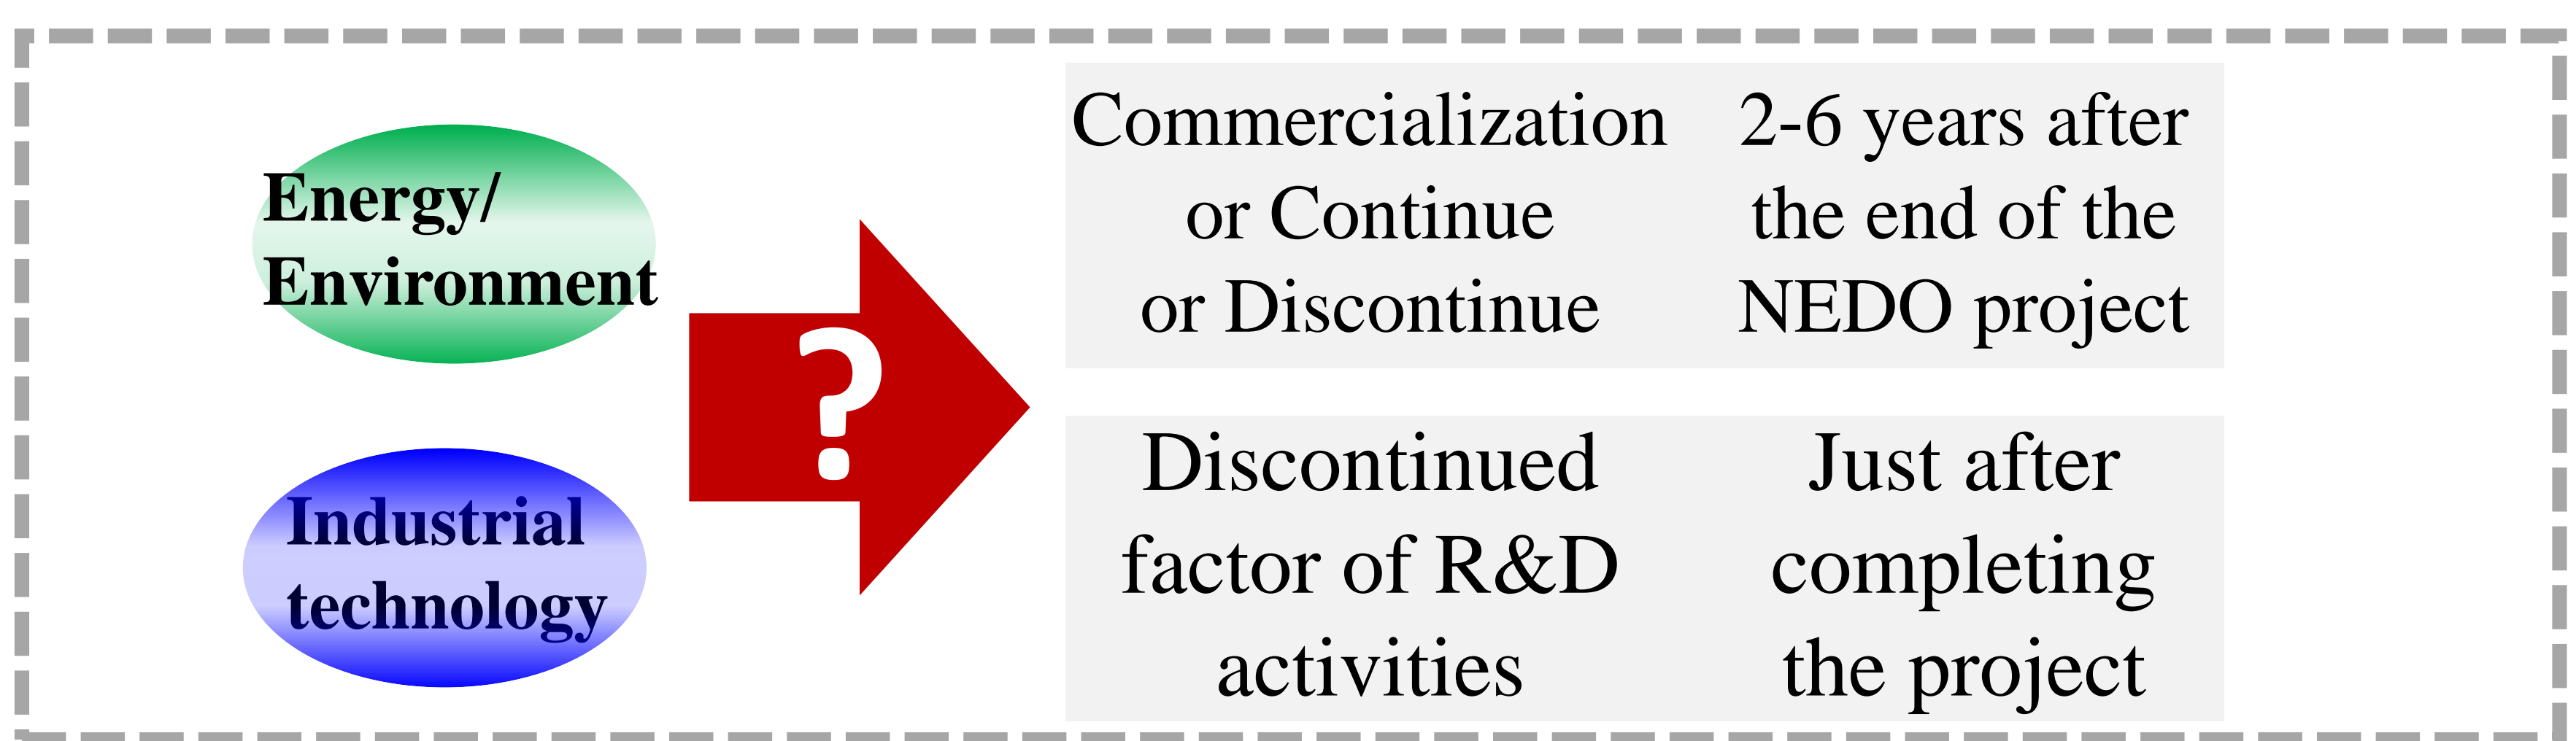 Energy/
Environment
Industrial
technology
?
Commercialization
or Continue
or Discontinue
2-6 years after
the end of the
NEDO project
Discontinued
factor of R&D
activities
Just after
completing
the project